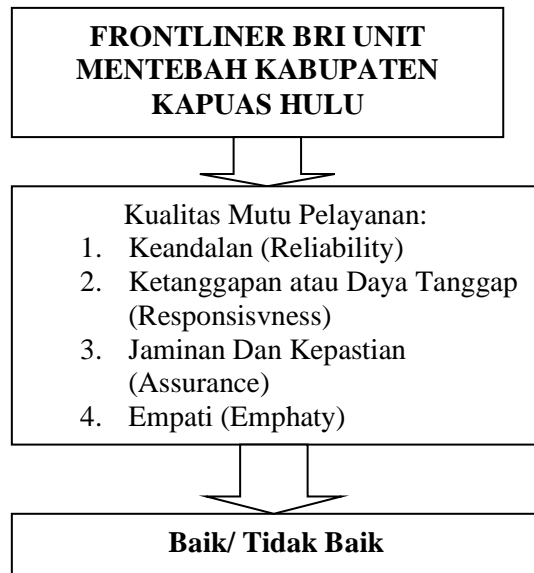 FRONTLINER BRI UNIT
MENTEBAH KABUPATEN
KAPUAS HULU
Kualitas Mutu Pelayanan:
1. Keandalan (Reliability)
2. Ketanggapan atau Daya Tanggap
(Responsisvness)
3. Jaminan Dan Kepastian
(Assurance)
4. Empati (Emphaty)
Baik/ Tidak Baik